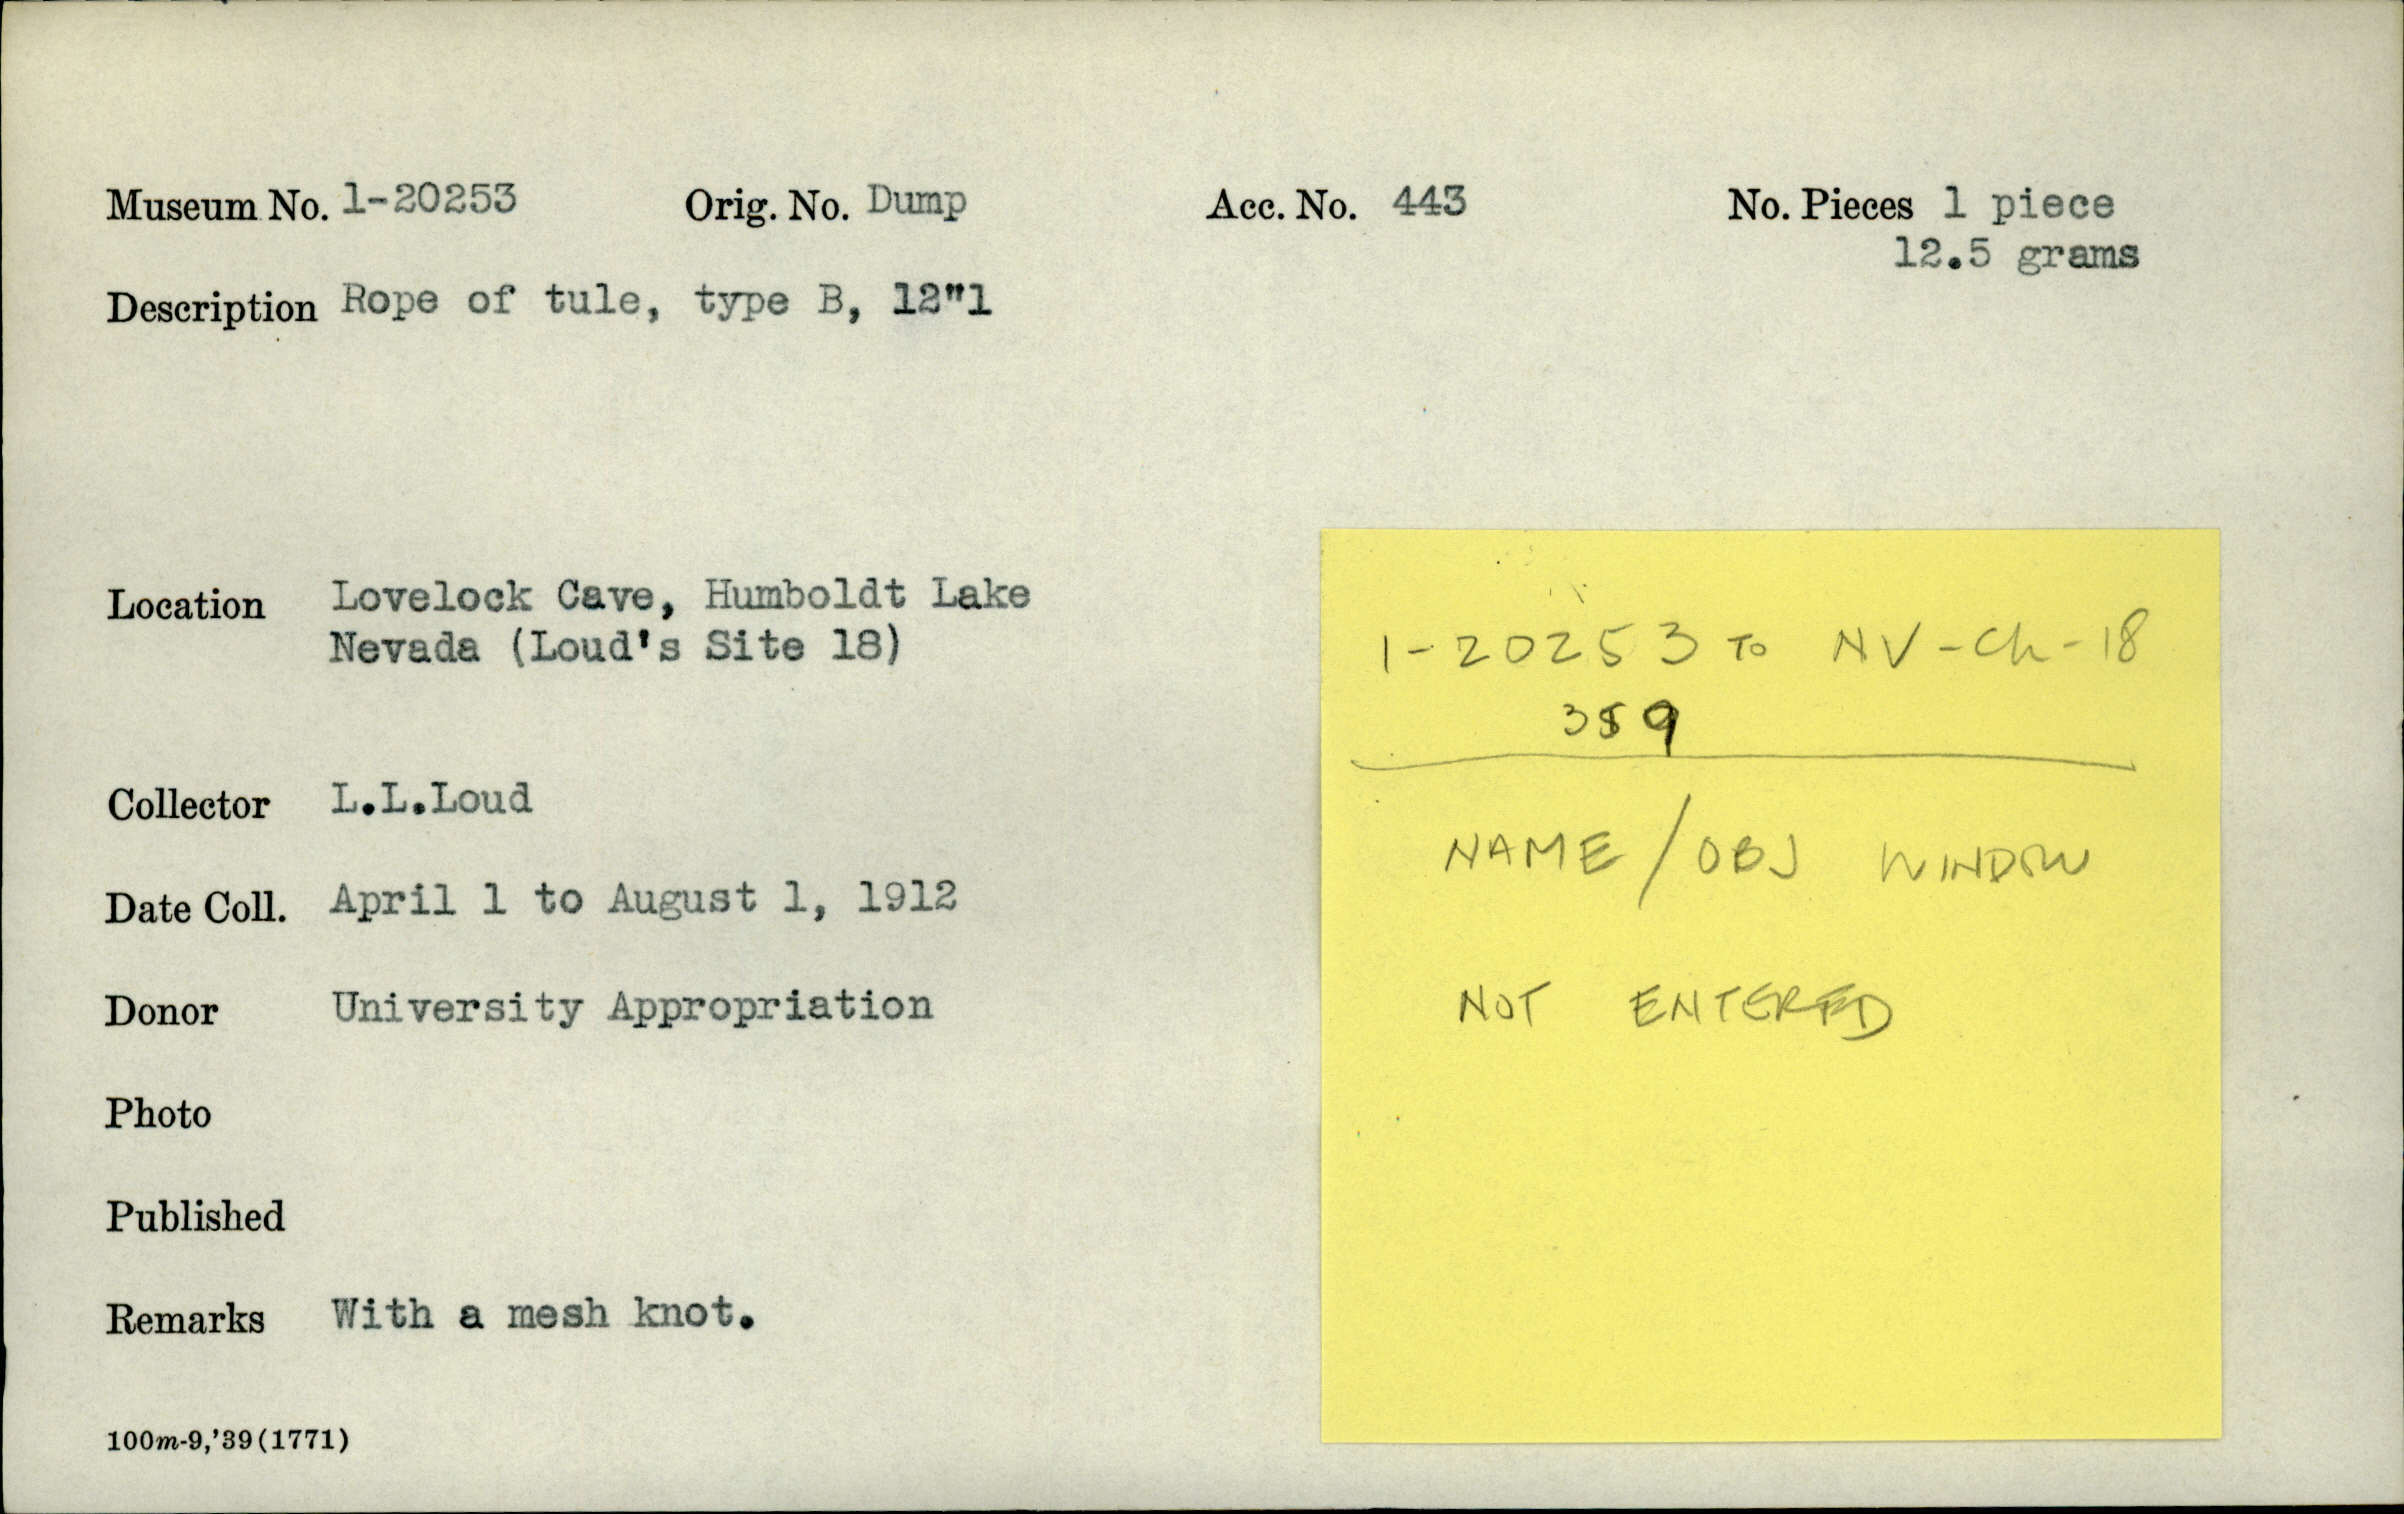 Museum No. 1-20253 Orig. No. Dump Acc. No. 443 No. Pieces 1 piece
12.5 grams
Description Rope of tule, type B, 12"l
Location Lovelock Cave, Humboldt Lake
Nevada (Loud's Site 18)
Collector L.L.Loud
Date Coll. April 1 to August 1, 1912
Donor University Appropriation
Photo
Published
Remarks With a mesh knot.
100m-9,'39(1771)
1-20253 TO NV-Ch-18
359
NAME/OBJ WINDOW
NOT ENTERED